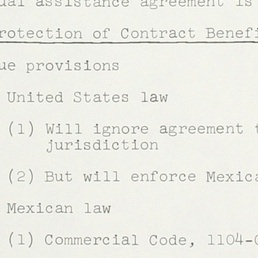 ual assistance agreement is
rotection of Contract Benefi
ue provisions
United States law
(1) Will ignore agreement t
jurisdiction
(2) But will enforce Mexica
Mexican law
(1) Commercial Code, 1104-